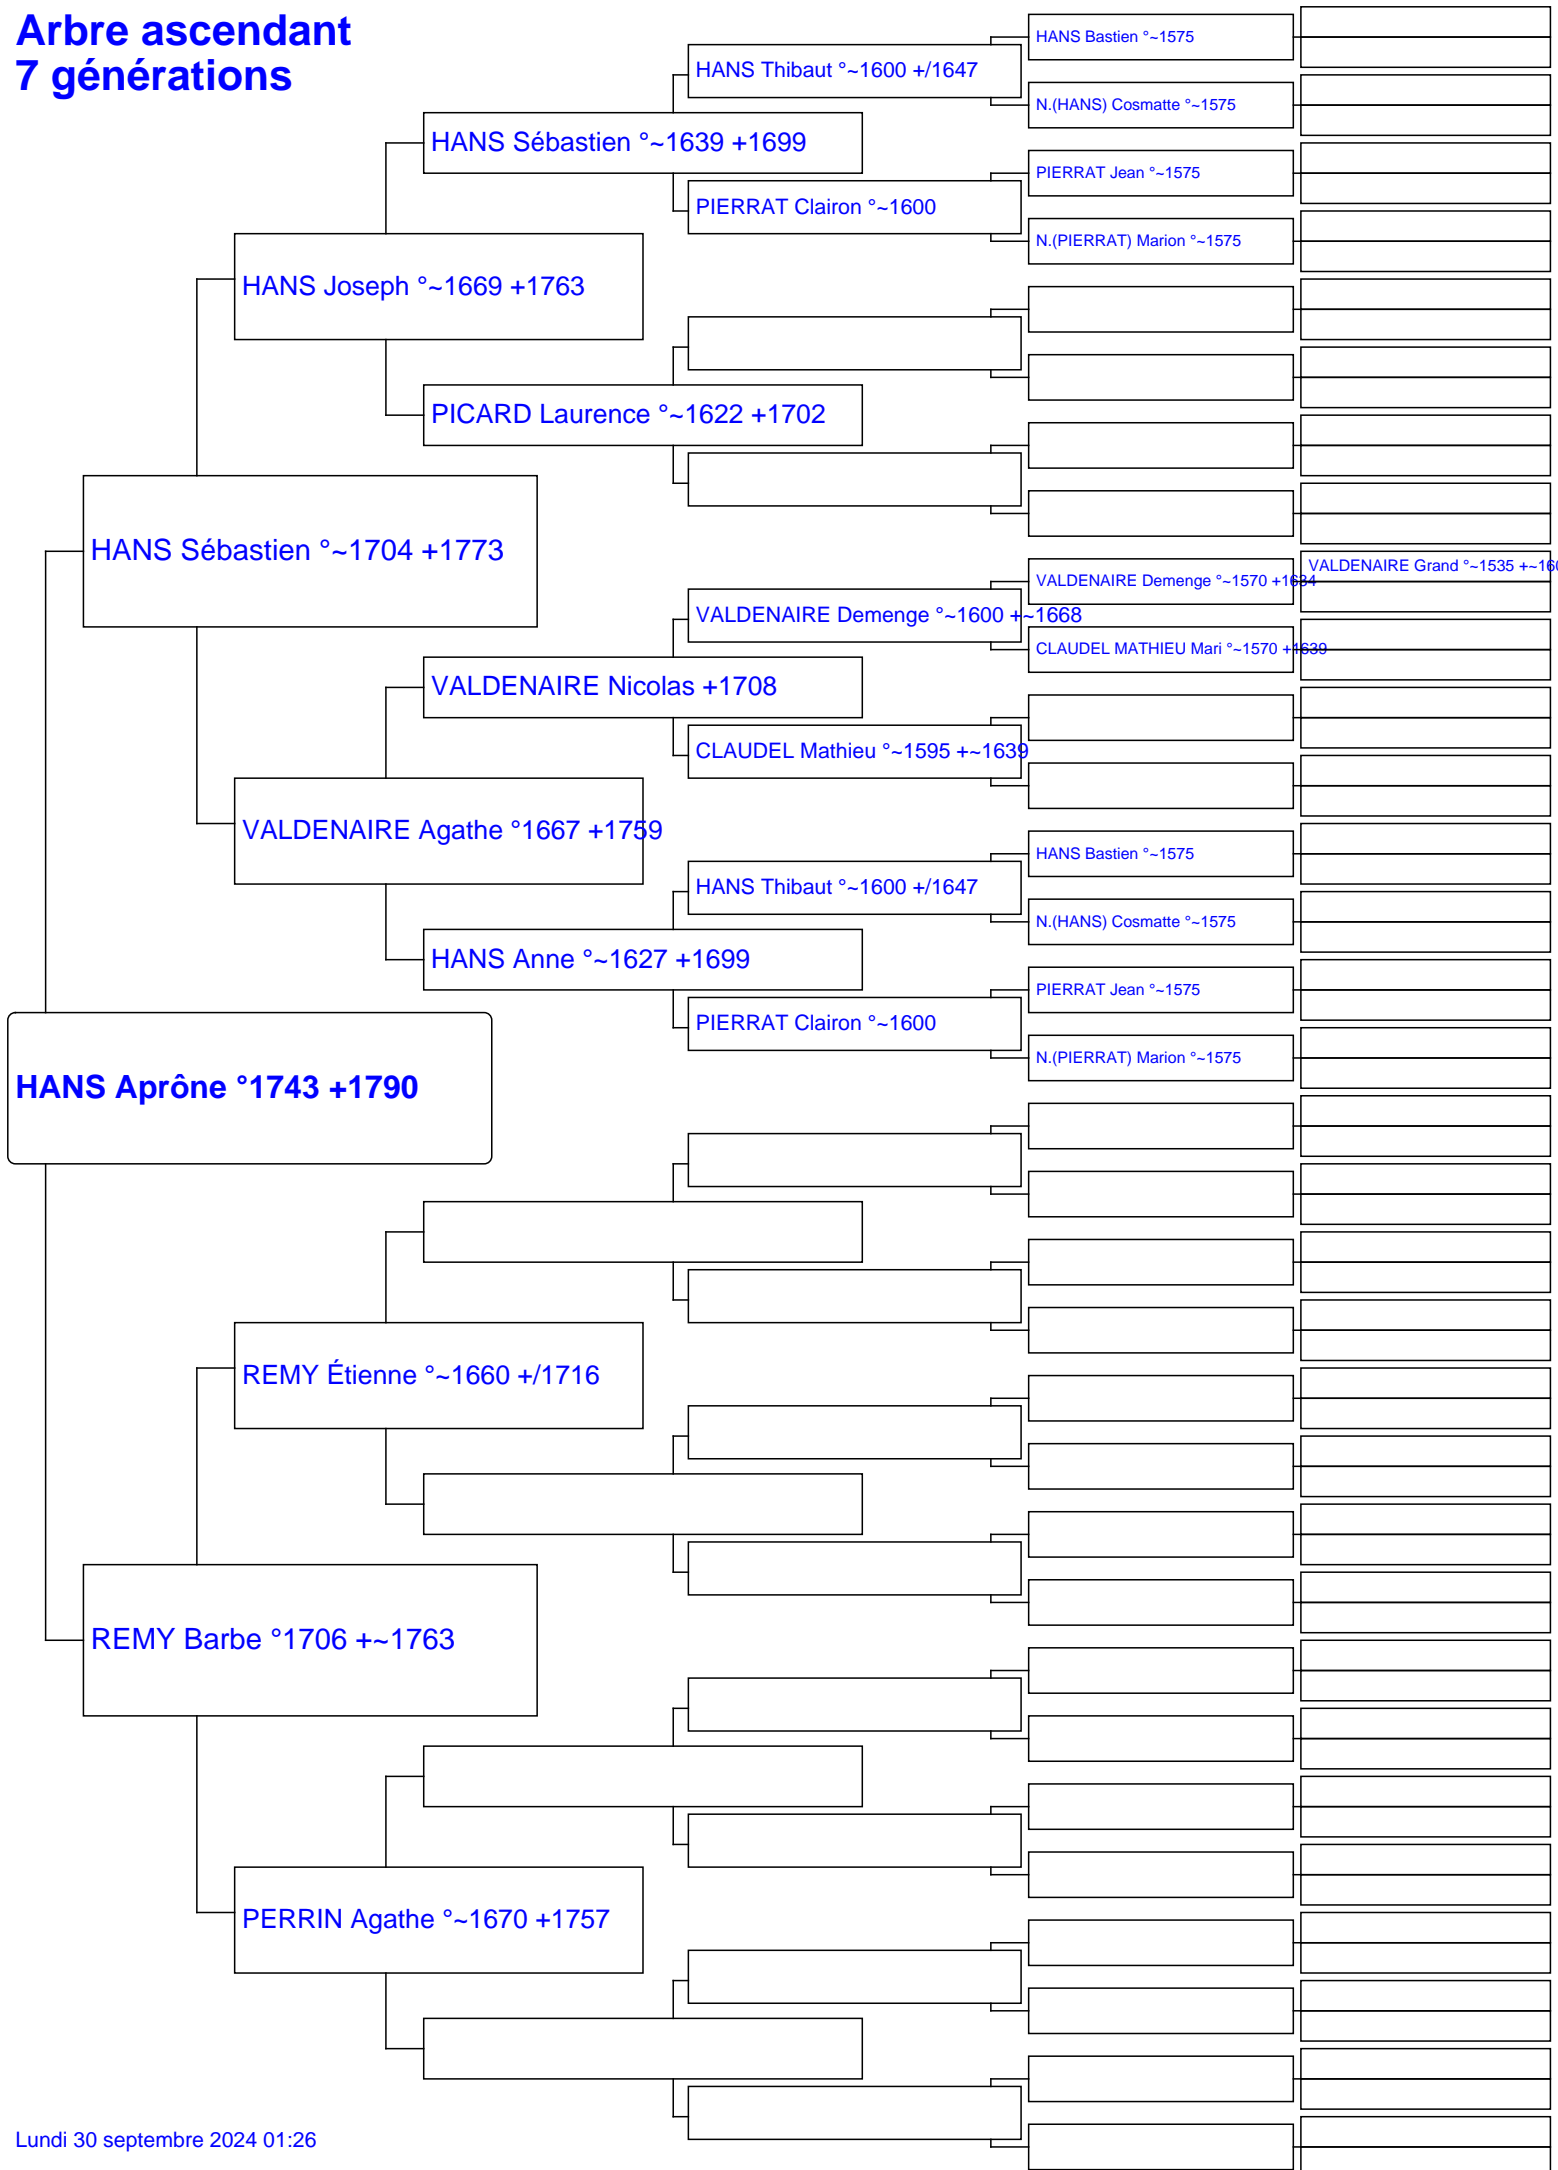 Arbre ascendant
7 générations
HANS Bastien °~1575
HANS Thibaut °~1600 +/1647
N.(HANS) Cosmatte °~1575
HANS Sébastien °~1639 +1699
PIERRAT Jean °~1575
PIERRAT Clairon °~1600
N.(PIERRAT) Marion °~1575
HANS Joseph °~1669 +1763
PICARD Laurence °~1622 +1702
HANS Sébastien °~1704 +1773
VALDENAIRE Grand °~1535 +~160
VALDENAIRE Demenge °~1570 +1634
VALDENAIRE Demenge °~1600 +~1668
CLAUDEL MATHIEU Mari °~1570 +1639
VALDENAIRE Nicolas +1708
CLAUDEL Mathieu °~1595 +~1639
VALDENAIRE Agathe °1667 +1759
HANS Bastien °~1575
HANS Thibaut °~1600 +/1647
N.(HANS) Cosmatte °~1575
HANS Anne °~1627 +1699
PIERRAT Jean °~1575
PIERRAT Clairon °~1600
N.(PIERRAT) Marion °~1575
HANS Aprône °1743 +1790
REMY Étienne °~1660 +/1716
REMY Barbe °1706 +~1763
PERRIN Agathe °~1670 +1757
Lundi 30 septembre 2024 01:26